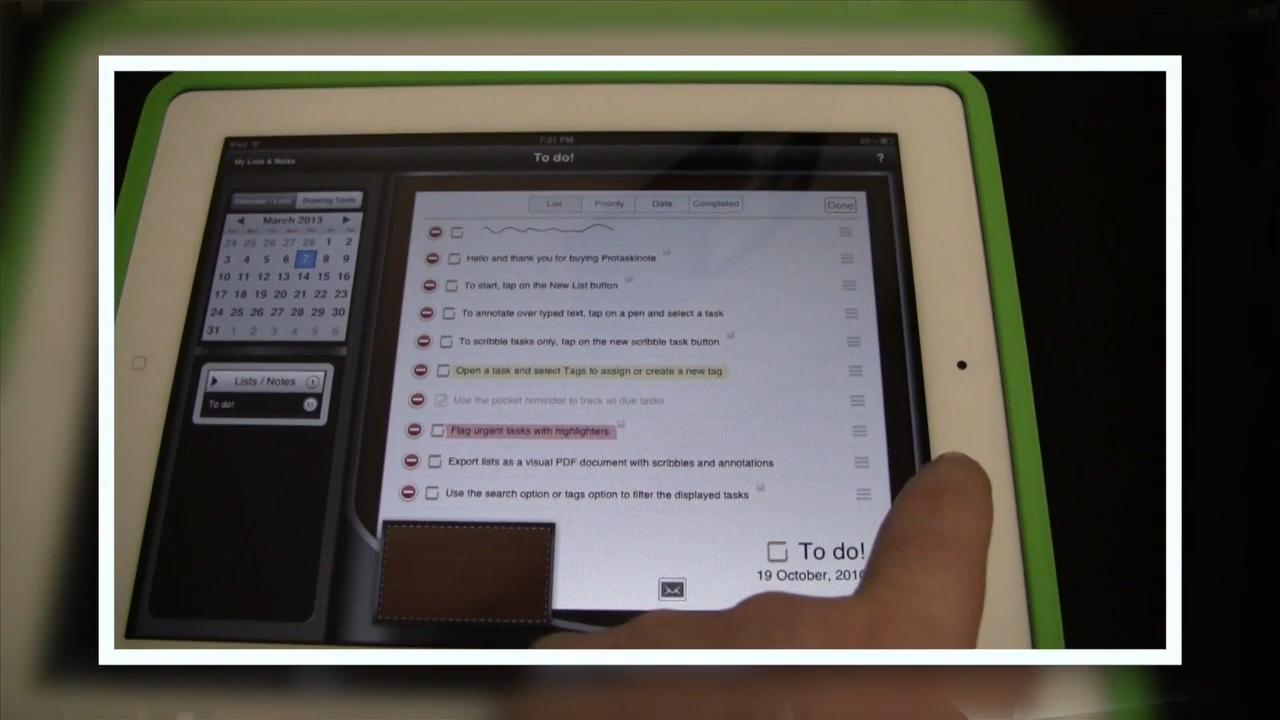 iPad 7:21 PM
My Lists & Notes To do! ?
Calendar / Lists Drawing Tools
March 2013
24 25 26 27 28 1 2
3 4 5 6 7 8 9
10 11 12 13 14 15 16
17 18 19 20 21 22 23
24 25 26 27 28 29 30
31 1 2 3 4 5 6
Lists / Notes 1
To do! 11
List Priority Date Completed Done
Hello and thank you for buying Protaskinote
To start, tap on the New List button
To annotate over typed text, tap on a pen and select a task
To scribble tasks only, tap on the new scribble task button
Open a task and select Tags to assign or create a new tag
Use the pocket reminder to track all due tasks
Flag urgent tasks with highlighters
Export lists as a visual PDF document with scribbles and annotations
Use the search option or tags option to filter the displayed tasks
To do!
19 October, 2010